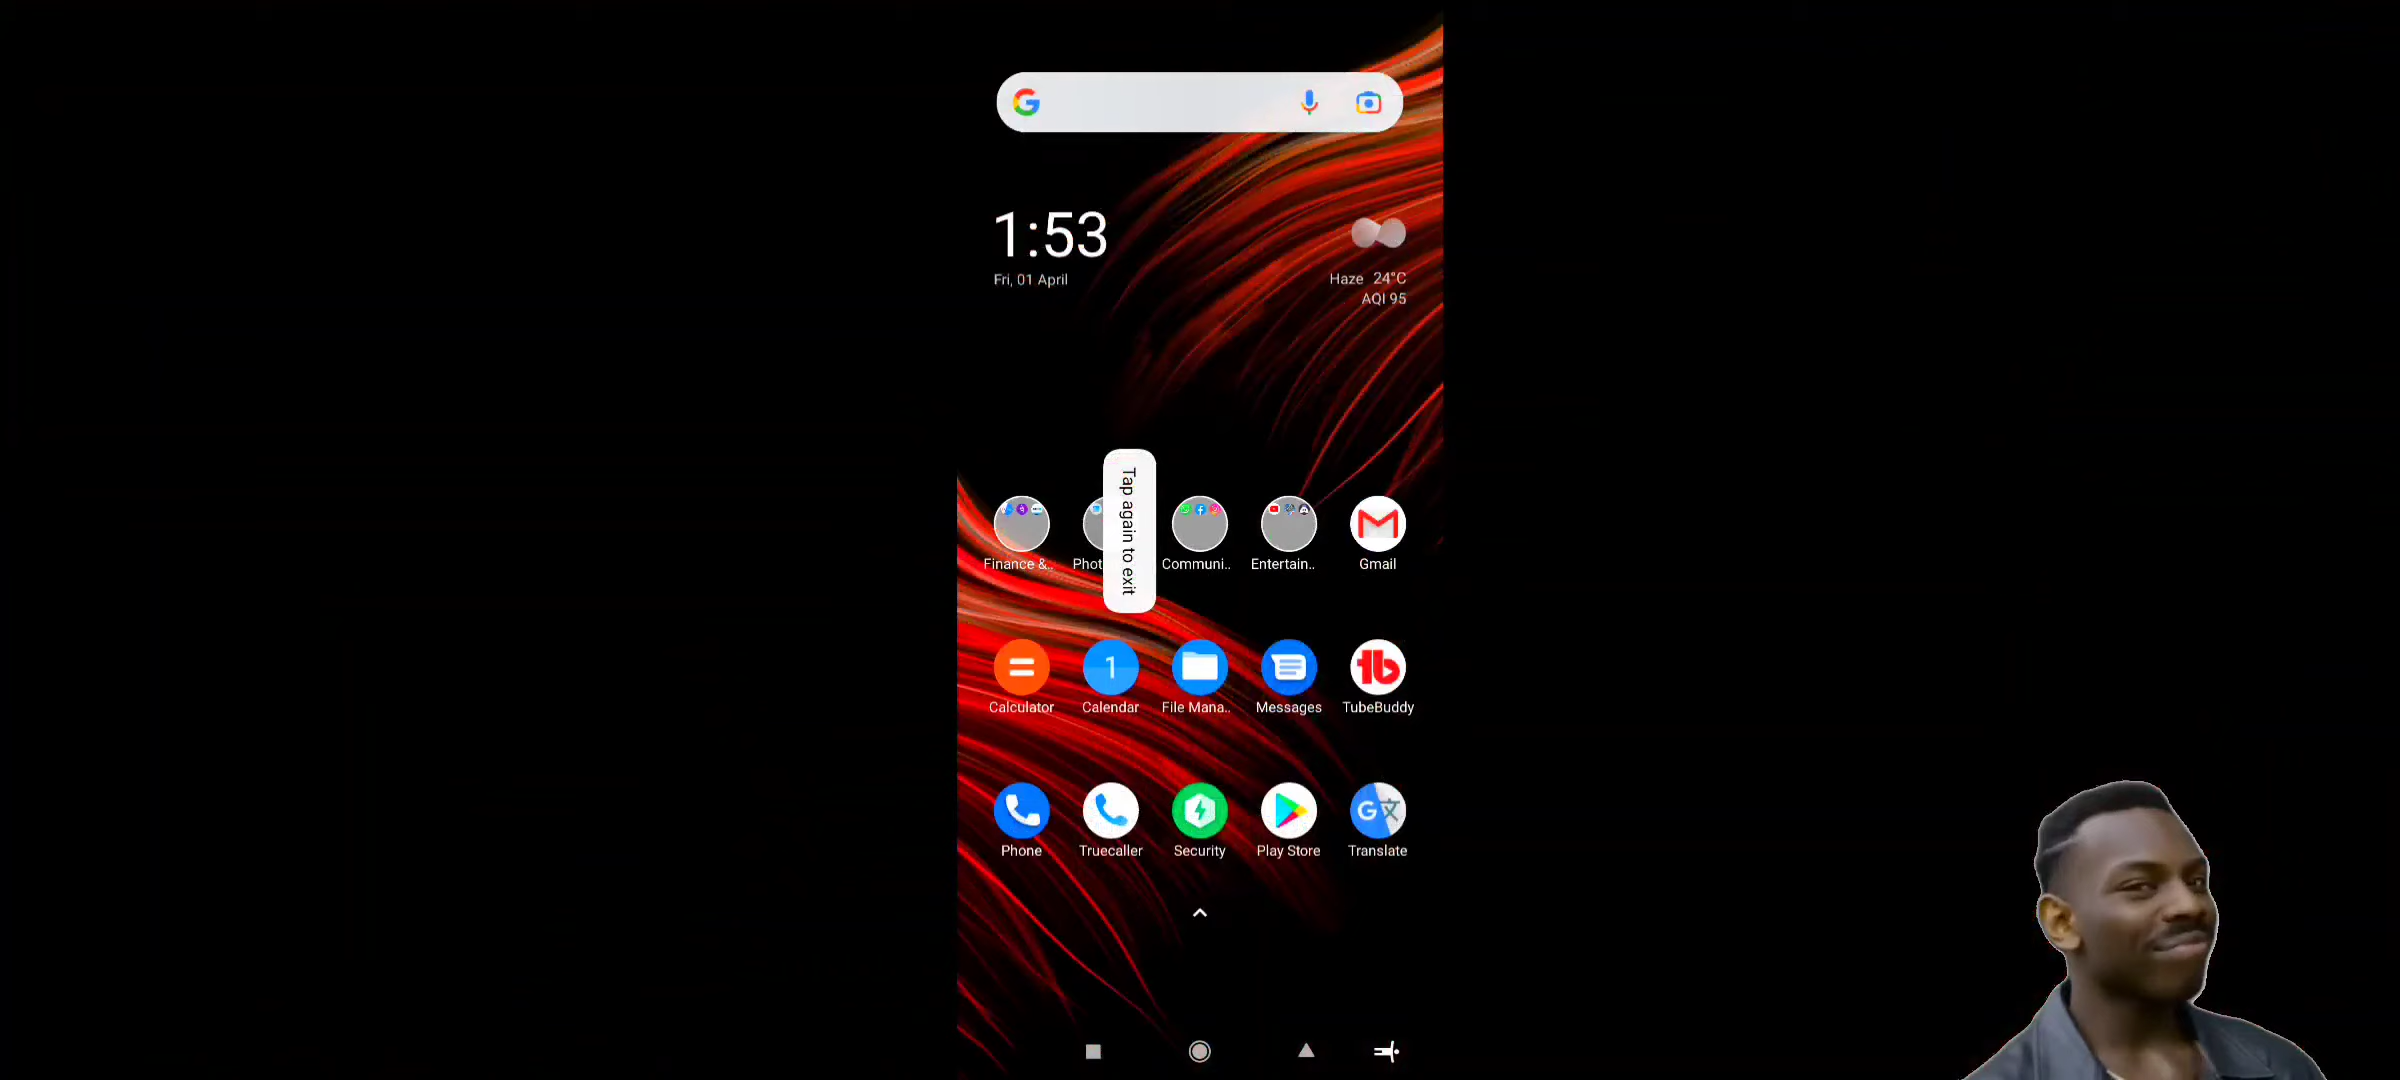 1:53
Fri, 01 April
Haze 24°C
AQI 95
Tap again to exit
Finance &..
Phot
Communi..
Entertain..
Gmail
Calculator
1
Calendar
File Mana..
Messages
TubeBuddy
Phone
Truecaller
Security
Play Store
Translate